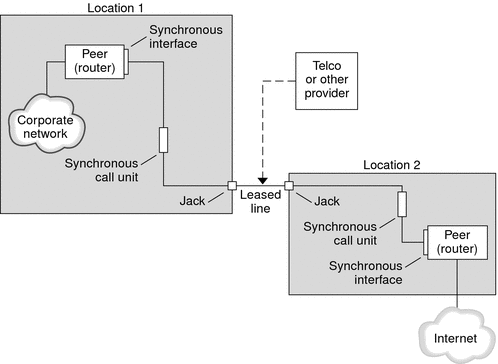 Location 1
Synchronous
interface
Peer
(router)
Telco
or other
provider
Corporate
network
Synchronous
call unit
Location 2
Jack
Leased
line
Jack
Synchronous
call unit
Peer
(router)
Synchronous
interface
Internet